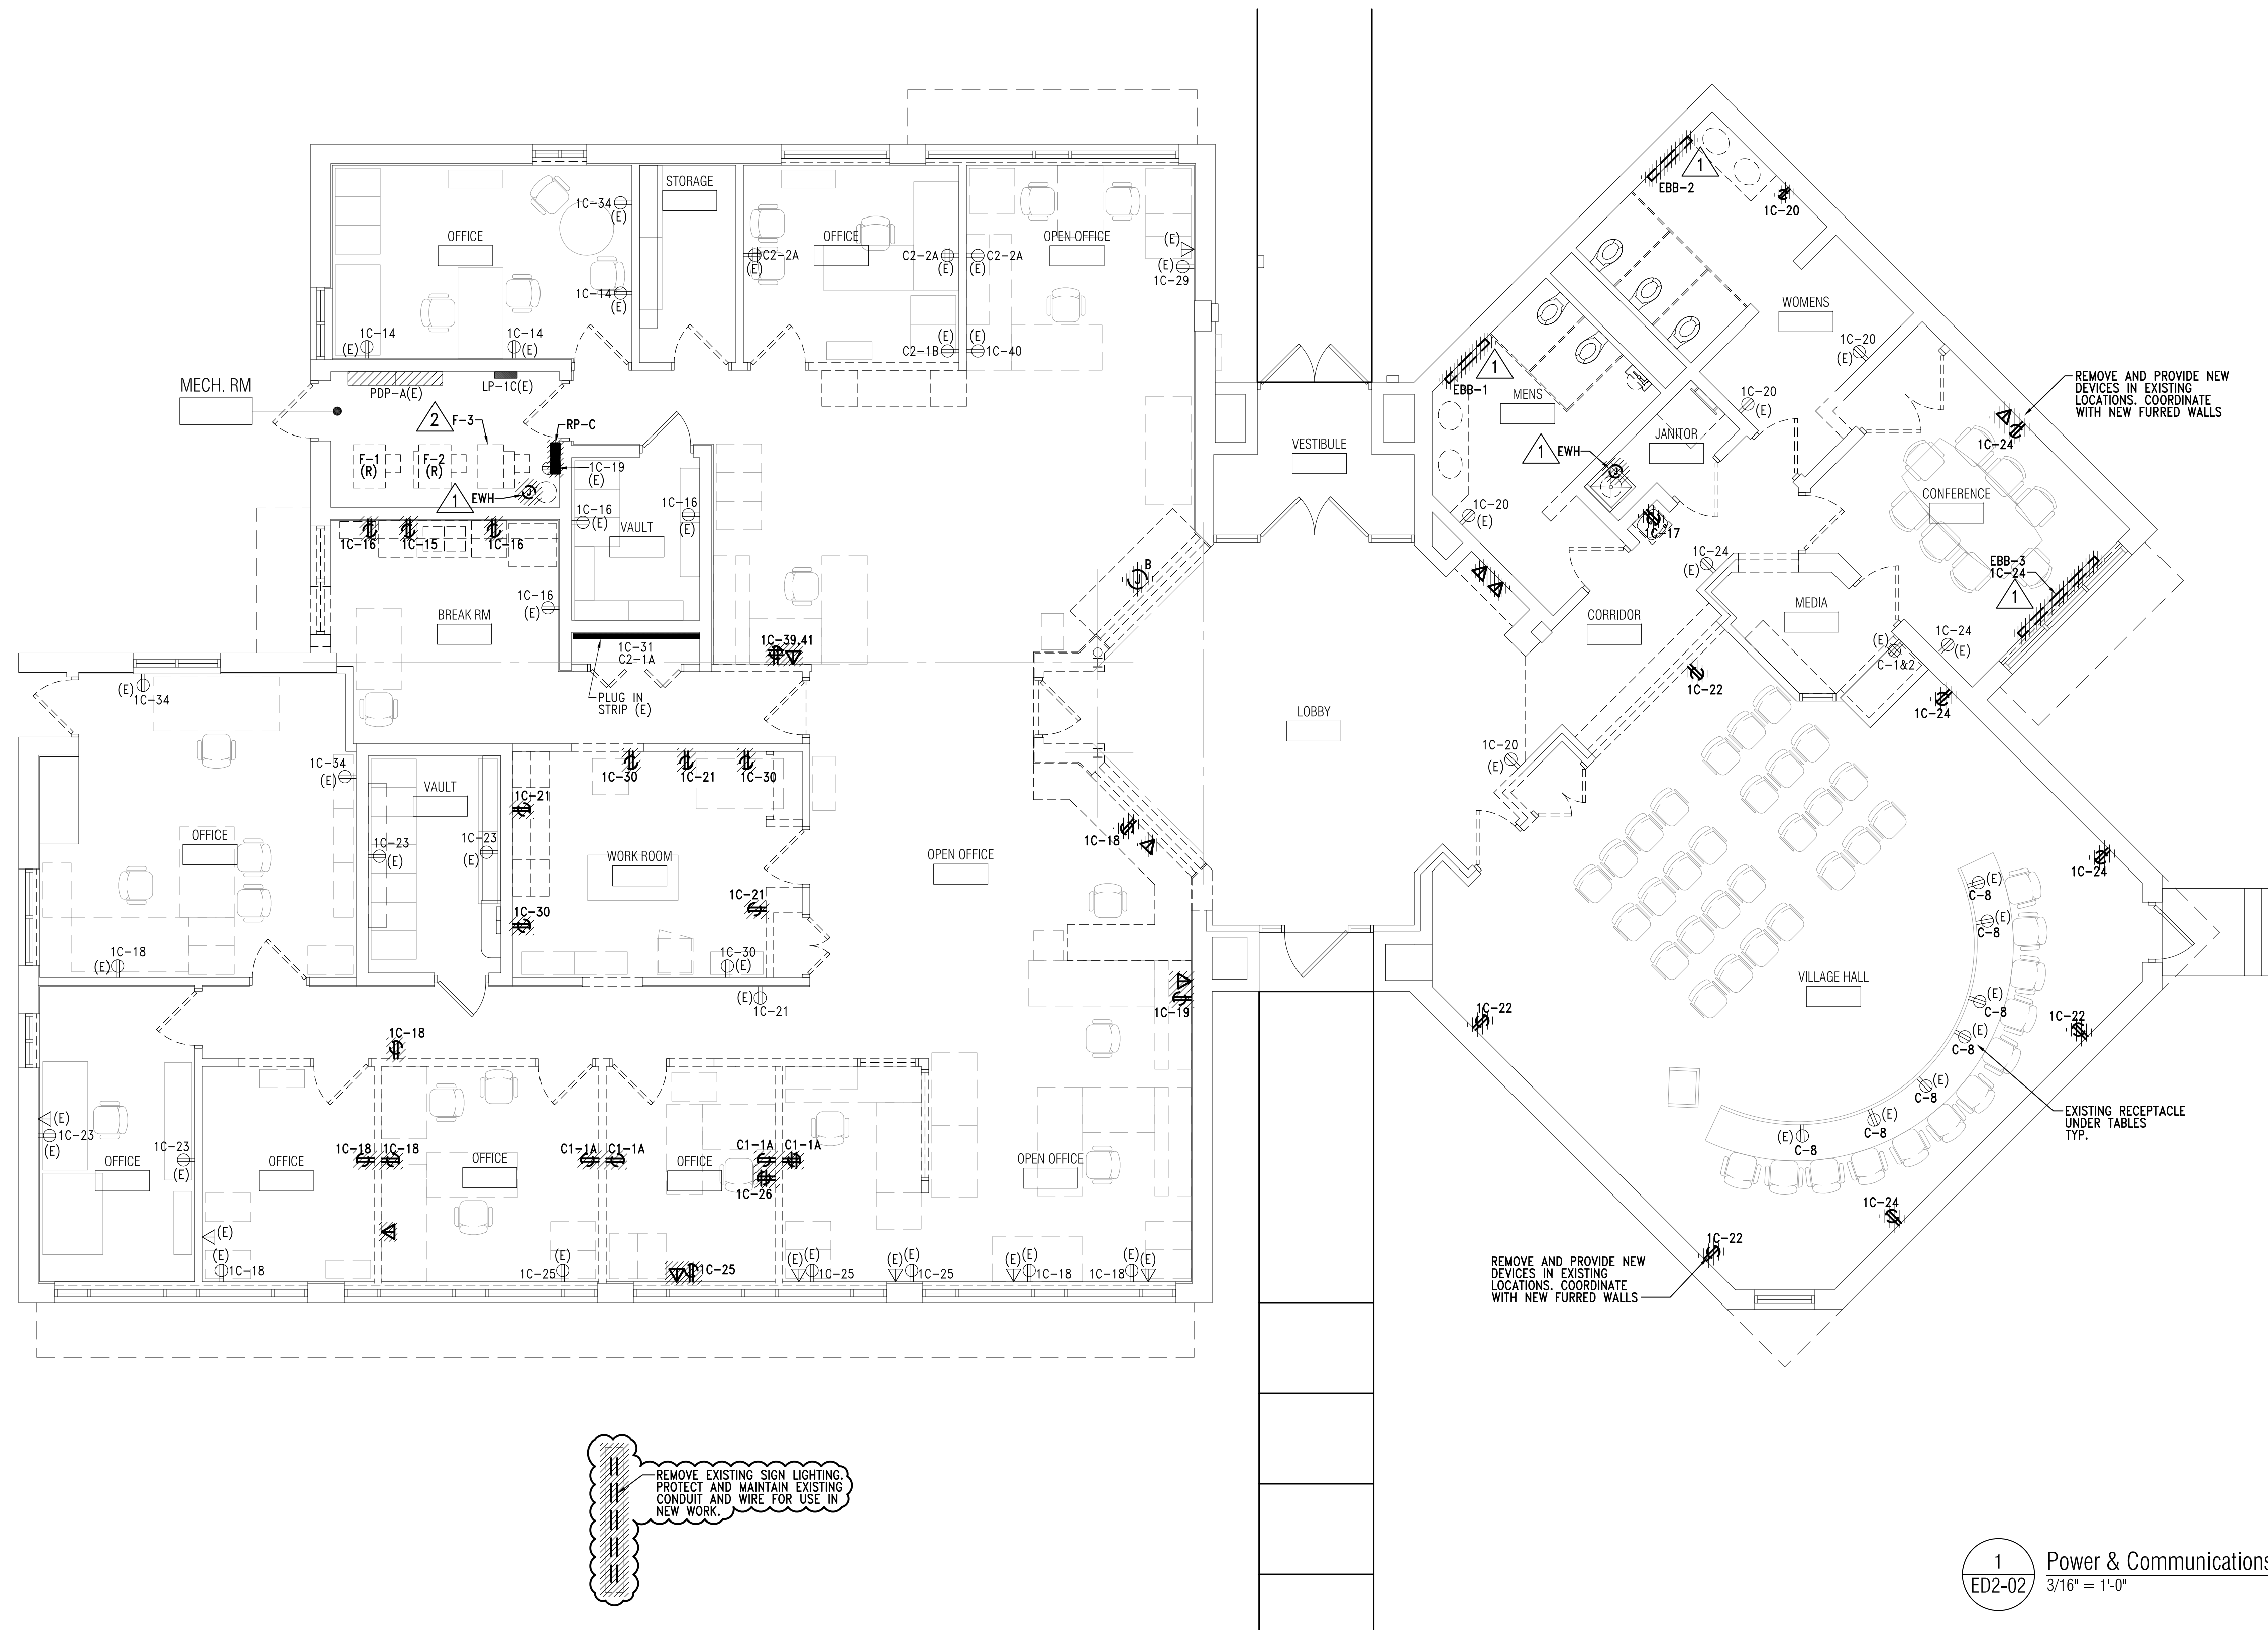 STORAGE
1C-34
(E)
OFFICE
OFFICE
OPEN OFFICE
C2-2A
(E)
C2-2A
(E)
C2-2A
(E)
(E)
(E)
1C-29
1C-14
(E)
1C-14
(E)
1C-14
(E)
(E)
C2-1B
(E)
1C-40
MECH. RM
PDP-A(E)
LP-1C(E)
2
F-3
RP-C
F-1
(R)
F-2
(R)
1C-19
(E)
1
EWH
1C-16
1C-15
1C-16
1C-16
(E)
1C-16
(E)
VAULT
1C-16
(E)
BREAK RM
1C-31
C2-1A
PLUG IN
STRIP (E)
1C-39,41
B
J
J
J
EBB-2
1
1C-20
WOMENS
1C-20
(E)
1C-20
(E)
EBB-1
1
MENS
JANITOR
1
EWH
1C-20
(E)
1C-17
VESTIBULE
REMOVE AND PROVIDE NEW
DEVICES IN EXISTING
LOCATIONS. COORDINATE
WITH NEW FURRED WALLS
1C-24
CONFERENCE
EBB-3
1C-24
1
1C-24
(E)
MEDIA
CORRIDOR
(E)
C-1&2
1C-24
(E)
1C-24
1C-22
LOBBY
1C-20
(E)
(E)
1C-34
1C-34
(E)
OFFICE
VAULT
1C-23
(E)
1C-23
(E)
1C-30
1C-21
1C-30
1C-21
WORK ROOM
1C-21
1C-30
1C-30
(E)
(E)
1C-21
OPEN OFFICE
1C-18
1C-19
1C-18
(E)
1C-24
(E)
C-8
(E)
C-8
(E)
C-8
(E)
C-8
(E)
C-8
(E)
C-8
(E)
C-8
VILLAGE HALL
1C-22
1C-22
EXISTING RECEPTACLE
UNDER TABLES
TYP.
1C-24
1C-22
REMOVE AND PROVIDE NEW
DEVICES IN EXISTING
LOCATIONS. COORDINATE
WITH NEW FURRED WALLS
1C-18
(E)
1C-23
(E)
1C-23
(E)
OFFICE
OFFICE
1C-18
1C-18
OFFICE
C1-1A
C1-1A
OFFICE
C1-1A
C1-1A
1C-26
OPEN OFFICE
(E)
(E)
1C-18
(E)
1C-25
1C-25
(E)
(E)
1C-25
(E)
(E)
1C-25
(E)
(E)
1C-18
(E)
(E)
1C-18
REMOVE EXISTING SIGN LIGHTING.
PROTECT AND MAINTAIN EXISTING
CONDUIT AND WIRE FOR USE IN
NEW WORK.
1
ED2-02
Power & Communications
3/16" = 1'-0"